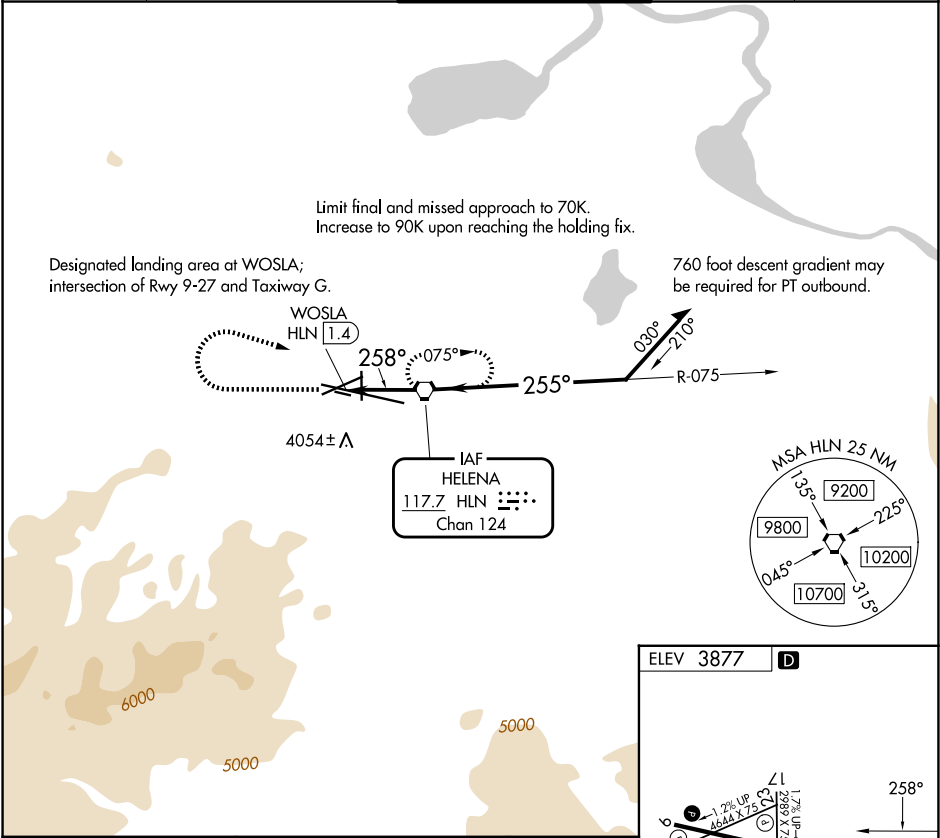 Limit final and missed approach to 70K.
Increase to 90K upon reaching the holding fix.
Designated landing area at WOSLA;
intersection of Rwy 9-27 and Taxiway G.
760 foot descent gradient may
be required for PT outbound.
WOSLA
HLN 1.4
258°
075°
030°
210°
255°
R-075
4054±
IAF
HELENA
117.7 HLN
Chan 124
MSA HLN 25 NM
135°
9200
225°
9800
10200
045°
10700
315°
6000
5000
5000
ELEV 3877 D
258°
17
1.2% UP
4644 X 75
23
1.7% UP
P
P
9